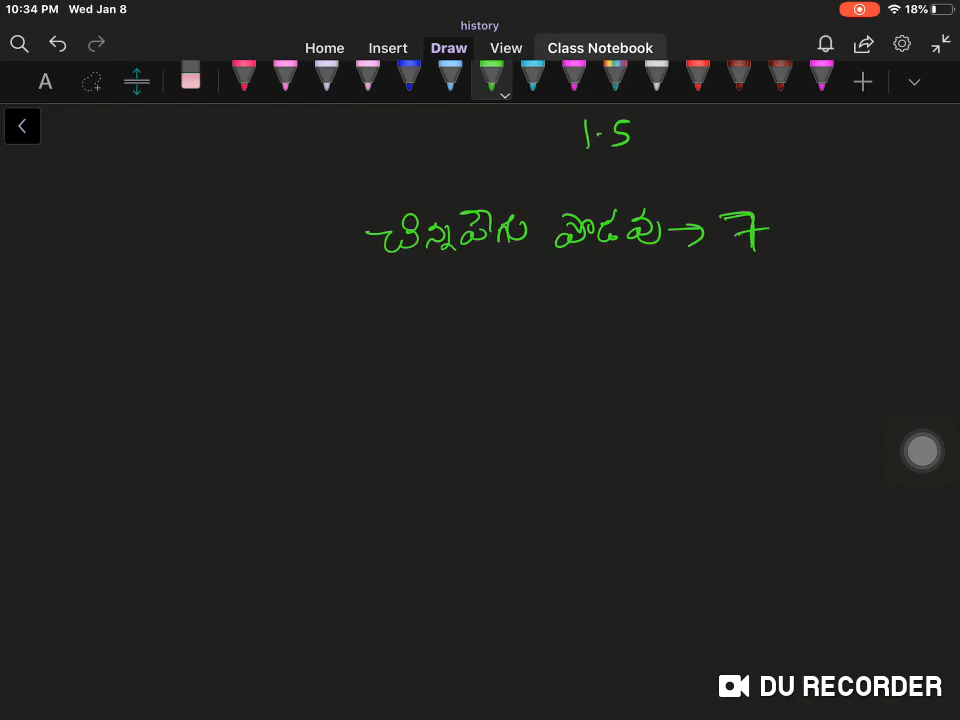 10:34 PM Wed Jan 8
18%
history
Home Insert Draw View Class Notebook
A
1.5
చిన్నపేగు పొడవు → 7
DU RECORDER